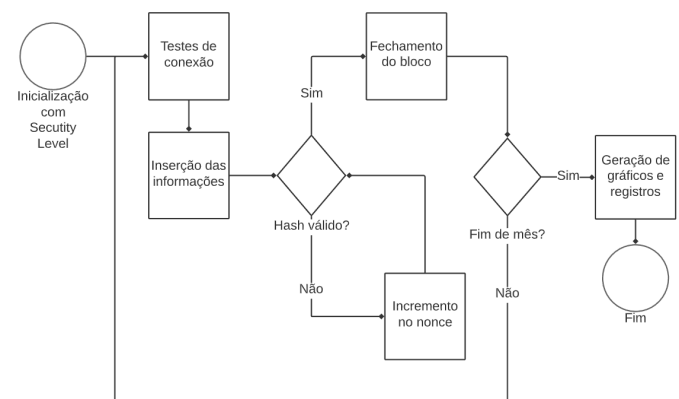 Inicialização
com
Secutity
Level
Testes de
conexão
Inserção das
informações
Hash válido?
Sim
Não
Fechamento
do bloco
Incremento
no nonce
Fim de mês?
Sim
Não
Geração de
gráficos e
registros
Fim